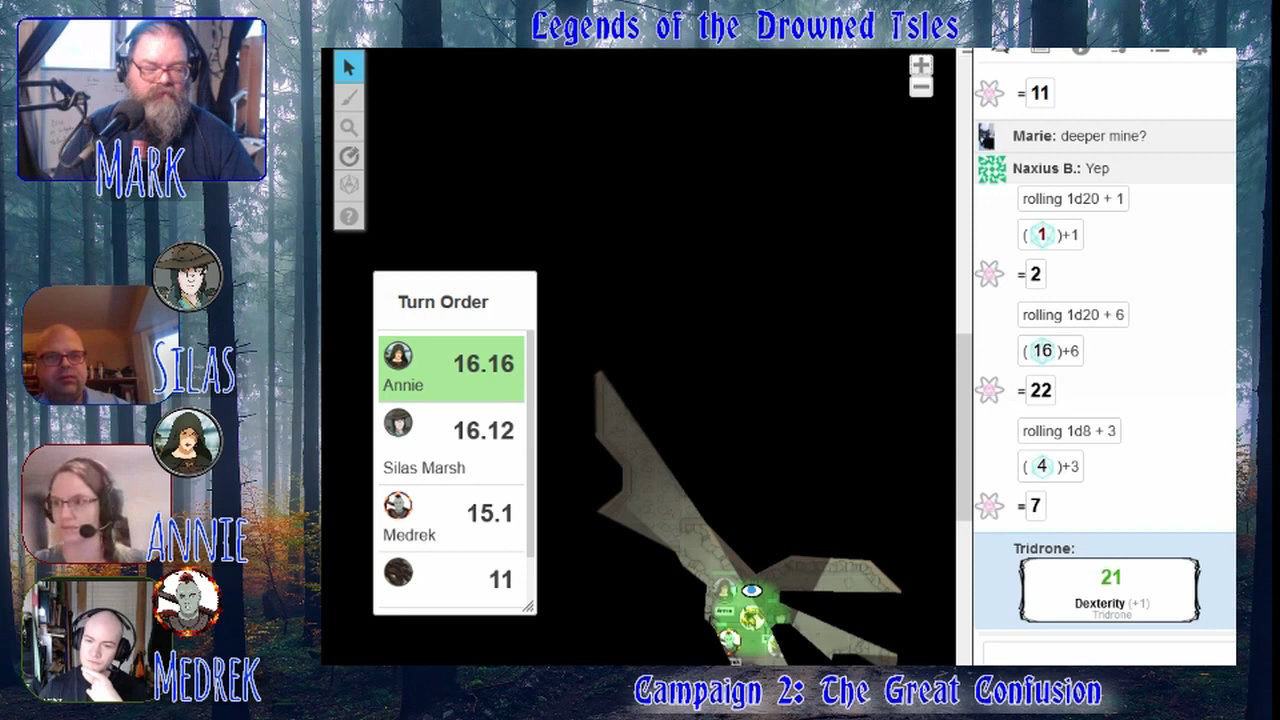 Legends of the Drowned Isles
MARK
SILAS
ANNIE
MEDREK
Turn Order
16.16
Annie
16.12
Silas Marsh
15.1
Medrek
11
=11
Marie: deeper mine?
Naxius B.: Yep
rolling 1d20 + 1
(1)+1
=2
rolling 1d20 + 6
(16)+6
=22
rolling 1d8 + 3
(4)+3
=7
Tridrone:
21
Dexterity (+1)
Tridrone
Campaign 2: The Great Confusion